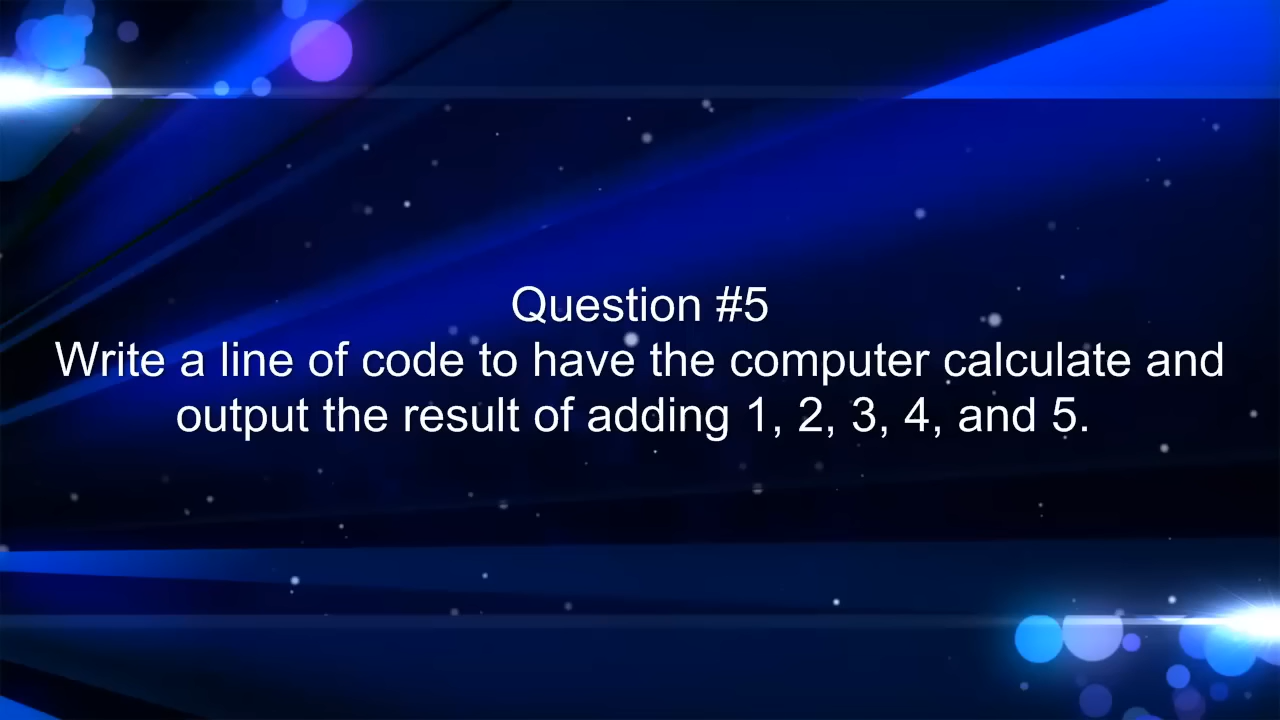 Question #5
Write a line of code to have the computer calculate and
output the result of adding 1, 2, 3, 4, and 5.